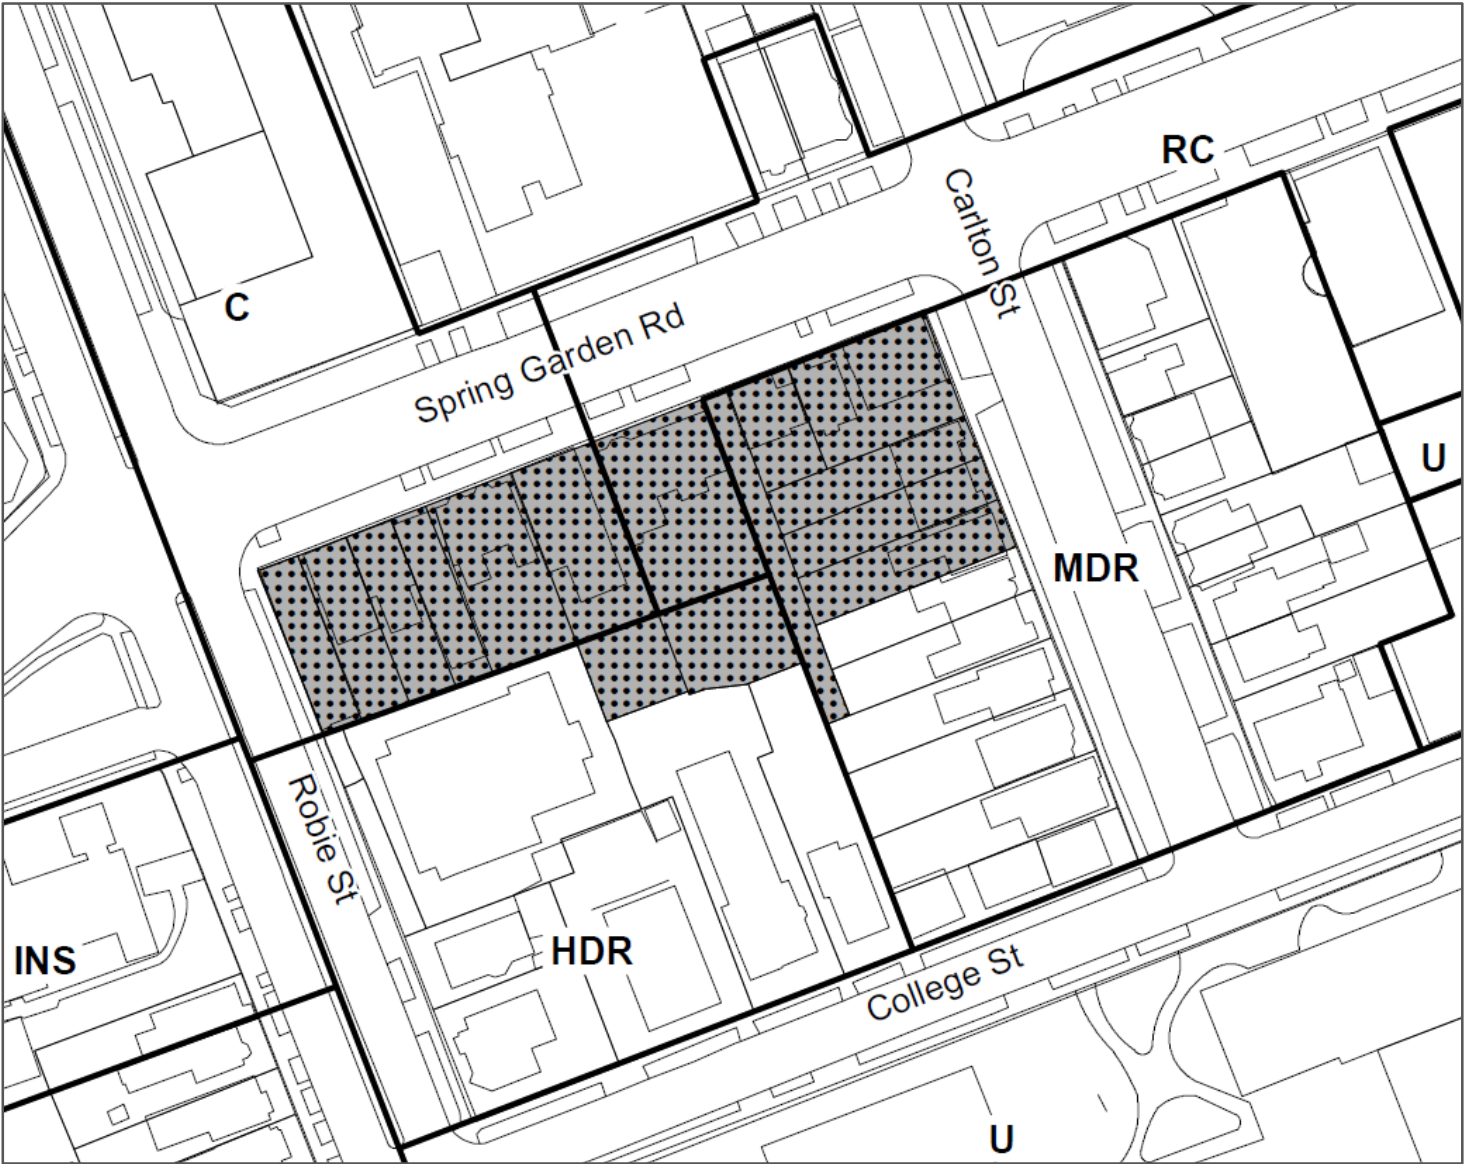 RC
Carlton St
C
Spring Garden Rd
U
MDR
Robie St
HDR
INS
College St
U